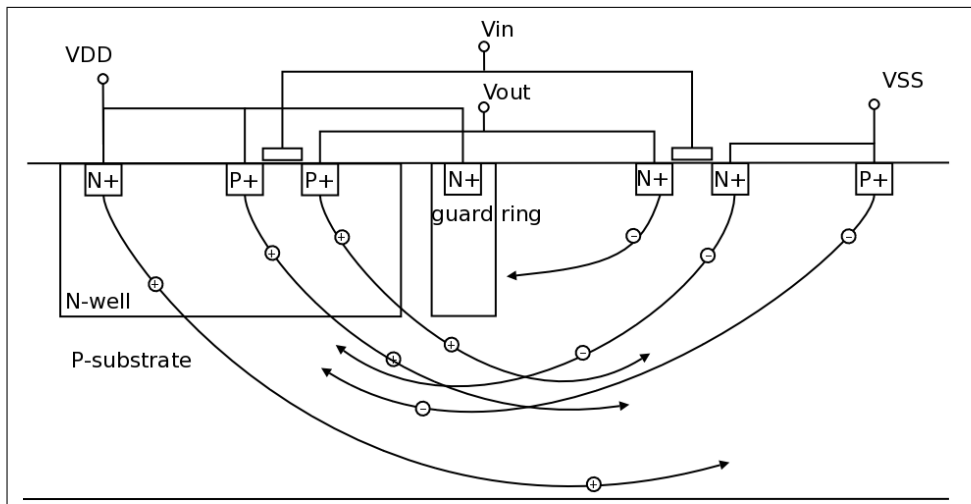 Vin
VDD
VSS
Vout
N+
P+
P+
N+
N+
N+
P+
guard ring
N-well
P-substrate
+
+
+
+
+
+
−
−
−
−
−